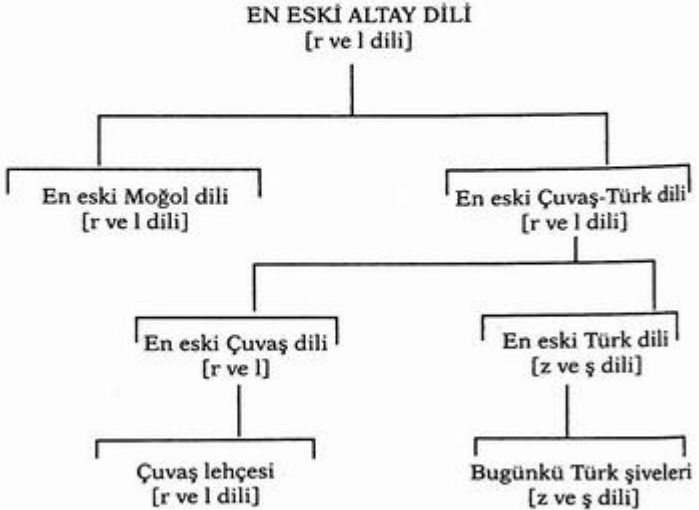 EN ESKİ ALTAY DİLİ
[r ve l dili]
En eski Moğol dili
[r ve l dili]
En eski Çuvaş-Türk dili
[r ve l dili]
En eski Çuvaş dili
[r ve l]
En eski Türk dili
[z ve ş dili]
Çuvaş lehçesi
[r ve l dili]
Bugünkü Türk şiveleri
[z ve ş dili]